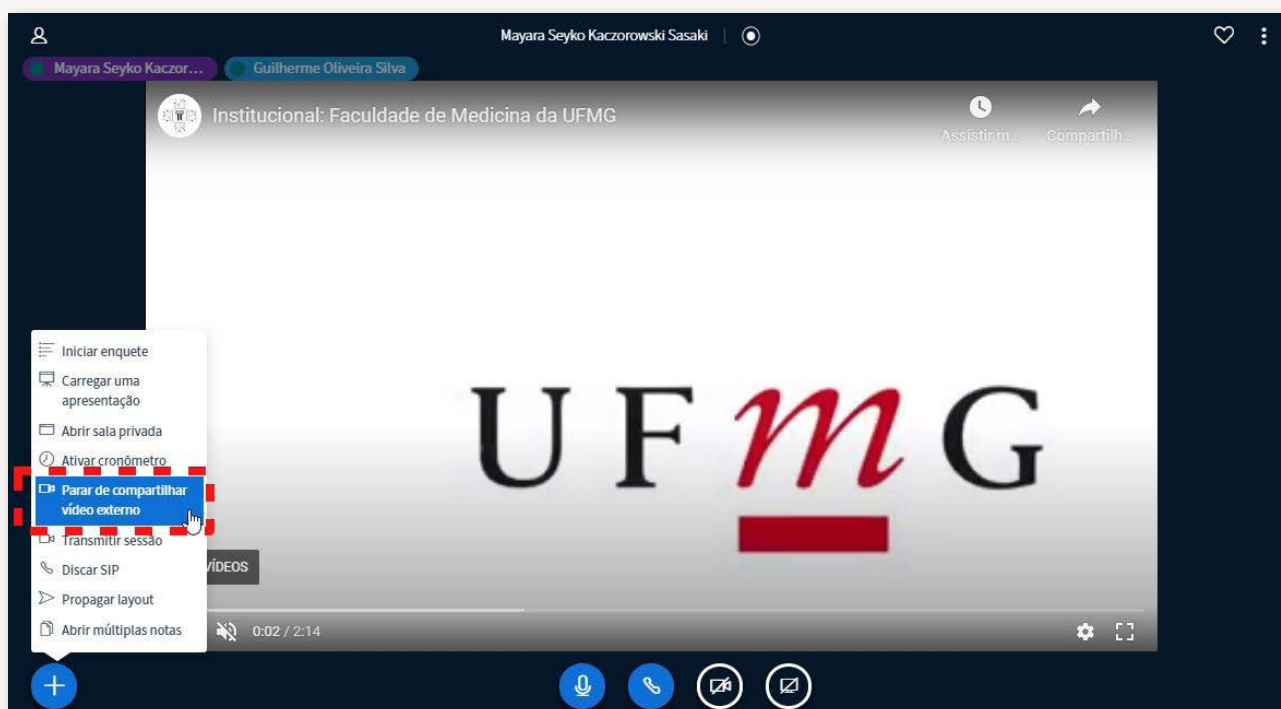 Mayara Seyko Kaczorowski Sasaki
Mayara Seyko Kaczor...
Guilherme Oliveira Silva
Institucional: Faculdade de Medicina da UFMG
Assistir m...
Compartilh...
UFmG
Iniciar enquete
Carregar uma
apresentação
Abrir sala privada
Ativar cronômetro
Parar de compartilhar
vídeo externo
Transmitir sessão
Discar SIP
VÍDEOS
Propagar layout
Abrir múltiplas notas
0:02 / 2:14